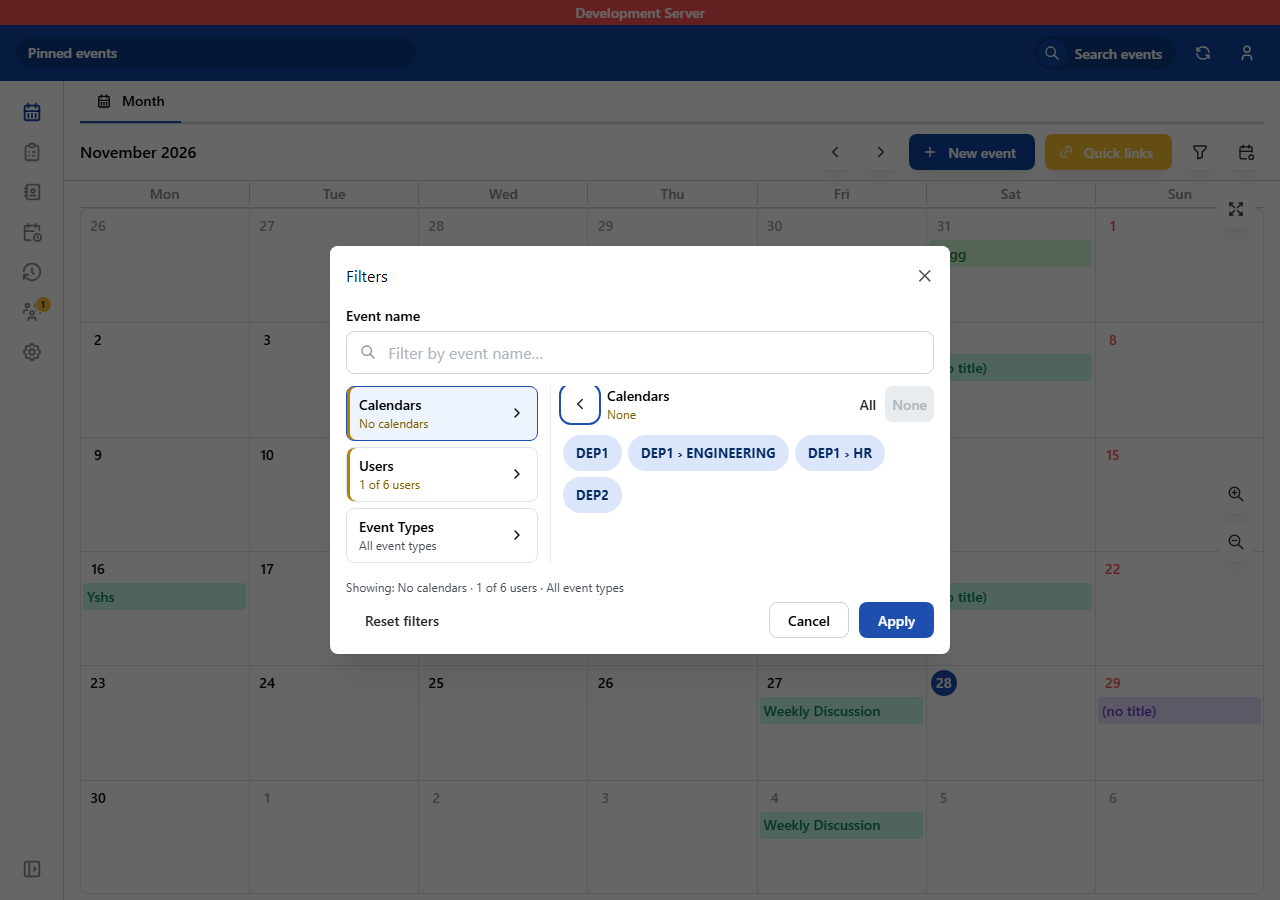 Development Server
Pinned events
Search events
Month
November 2026
New event
Quick links
Mon Tue Wed Thu Fri Sat Sun
26 27 28 29 30 31 1
Filters
Event name
Filter by event name...
Calendars
No calendars
Users
1 of 6 users
Event Types
All event types
Calendars
None
All
None
DEP1
DEP1 › ENGINEERING
DEP1 › HR
DEP2
Showing: No calendars · 1 of 6 users · All event types
Reset filters
Cancel
Apply
1
2 3 8
title)
9 10 15
16 17 22
Yshs
title)
23 24 25 26 27 28 29
Weekly Discussion
(no title)
30 1 2 3 4 5 6
Weekly Discussion